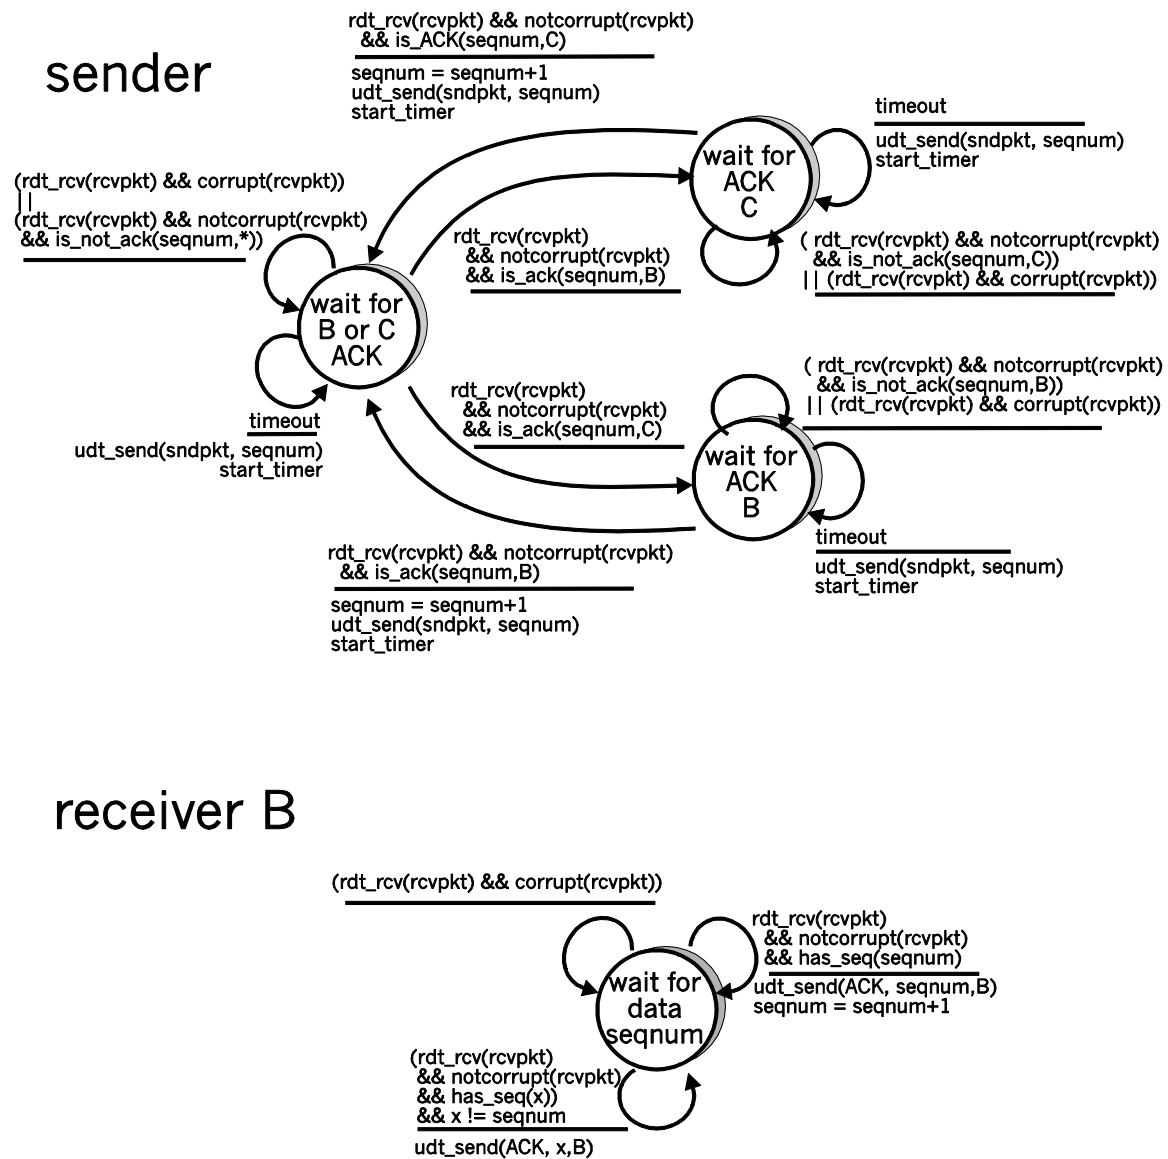 sender
rdt_rcv(rcvpkt) && notcorrupt(rcvpkt)
&& is_ACK(seqnum,C)
seqnum = seqnum+1
udt_send(sndpkt, seqnum)
start_timer
(rdt_rcv(rcvpkt) && corrupt(rcvpkt))
||
(rdt_rcv(rcvpkt) && notcorrupt(rcvpkt)
&& is_not_ack(seqnum,*))
wait for
B or C
ACK
timeout
udt_send(sndpkt, seqnum)
start_timer
rdt_rcv(rcvpkt)
&& notcorrupt(rcvpkt)
&& is_ack(seqnum,B)
wait for
ACK
C
timeout
udt_send(sndpkt, seqnum)
start_timer
( rdt_rcv(rcvpkt) && notcorrupt(rcvpkt)
&& is_not_ack(seqnum,C))
|| (rdt_rcv(rcvpkt) && corrupt(rcvpkt))
rdt_rcv(rcvpkt)
&& notcorrupt(rcvpkt)
&& is_ack(seqnum,C)
( rdt_rcv(rcvpkt) && notcorrupt(rcvpkt)
&& is_not_ack(seqnum,B))
|| (rdt_rcv(rcvpkt) && corrupt(rcvpkt))
wait for
ACK
B
timeout
udt_send(sndpkt, seqnum)
start_timer
rdt_rcv(rcvpkt) && notcorrupt(rcvpkt)
&& is_ack(seqnum,B)
seqnum = seqnum+1
udt_send(sndpkt, seqnum)
start_timer
receiver B
(rdt_rcv(rcvpkt) && corrupt(rcvpkt))
rdt_rcv(rcvpkt)
&& notcorrupt(rcvpkt)
&& has_seq(seqnum)
udt_send(ACK, seqnum,B)
seqnum = seqnum+1
wait for
data
seqnum
(rdt_rcv(rcvpkt)
&& notcorrupt(rcvpkt)
&& has_seq(x))
&& x != seqnum
udt_send(ACK, x,B)